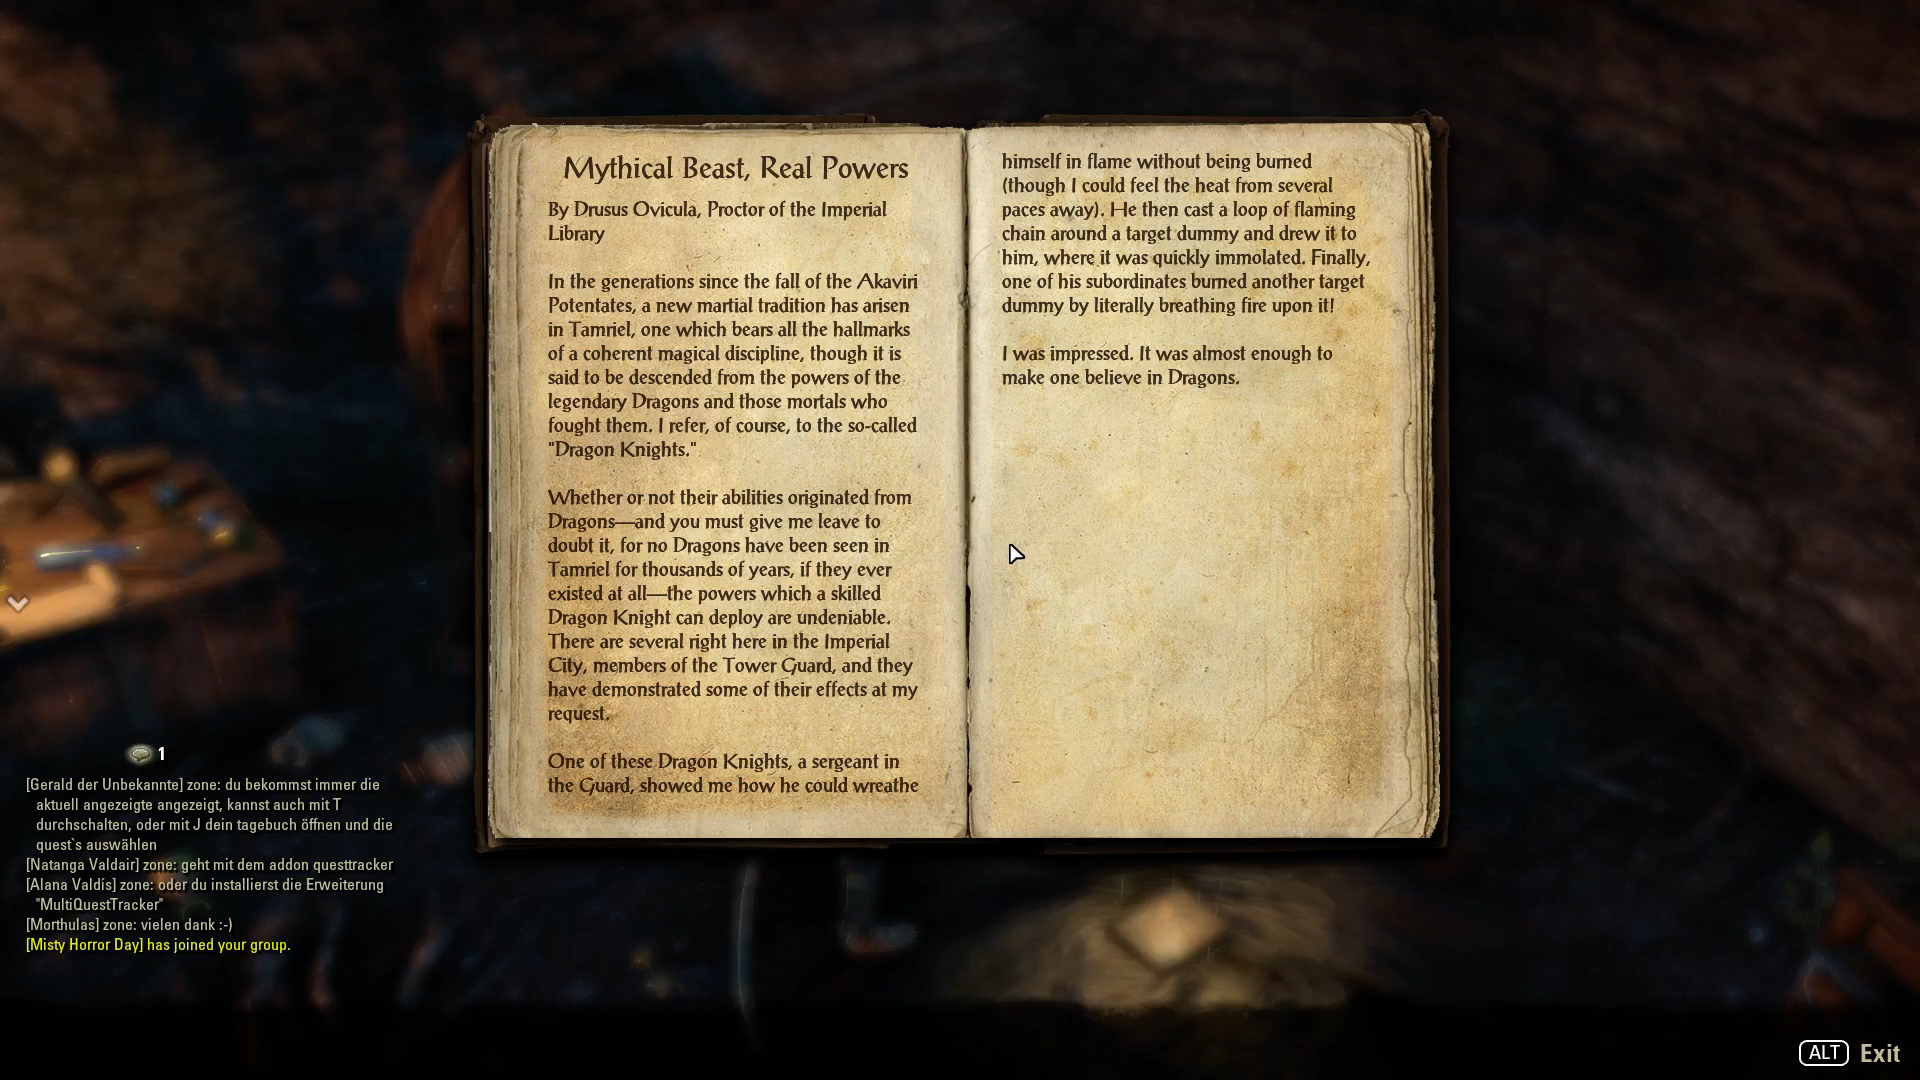 Mythical Beast, Real Powers
By Drusus Ovicula, Proctor of the Imperial
Library
In the generations since the fall of the Akaviri
Potentates, a new martial tradition has arisen
in Tamriel, one which bears all the hallmarks
of a coherent magical discipline, though it is
said to be descended from the powers of the
legendary Dragons and those mortals who
fought them. I refer, of course, to the so-called
"Dragon Knights."
Whether or not their abilities originated from
Dragons—and you must give me leave to
doubt it, for no Dragons have been seen in
Tamriel for thousands of years, if they ever
existed at all—the powers which a skilled
Dragon Knight can deploy are undeniable.
There are several right here in the Imperial
City, members of the Tower Guard, and they
have demonstrated some of their effects at my
request.
One of these Dragon Knights, a sergeant in
the Guard, showed me how he could wreathe
himself in flame without being burned
(though I could feel the heat from several
paces away). He then cast a loop of flaming
chain around a target dummy and drew it to
him, where it was quickly immolated. Finally,
one of his subordinates burned another target
dummy by literally breathing fire upon it!
I was impressed. It was almost enough to
make one believe in Dragons.
1
[Gerald der Unbekannte] zone: du bekommst immer die
aktuell angezeigte angezeigt, kannst auch mit T
durchschalten, oder mit J dein tagebuch öffnen und die
quest`s auswählen
[Natanga Valdair] zone: geht mit dem addon questtracker
[Alana Valdís] zone: oder du installierst die Erweiterung
"MultiQuestTracker"
[Morthulas] zone: vielen dank :-)
[Misty Horror Day] has joined your group.
ALT Exit